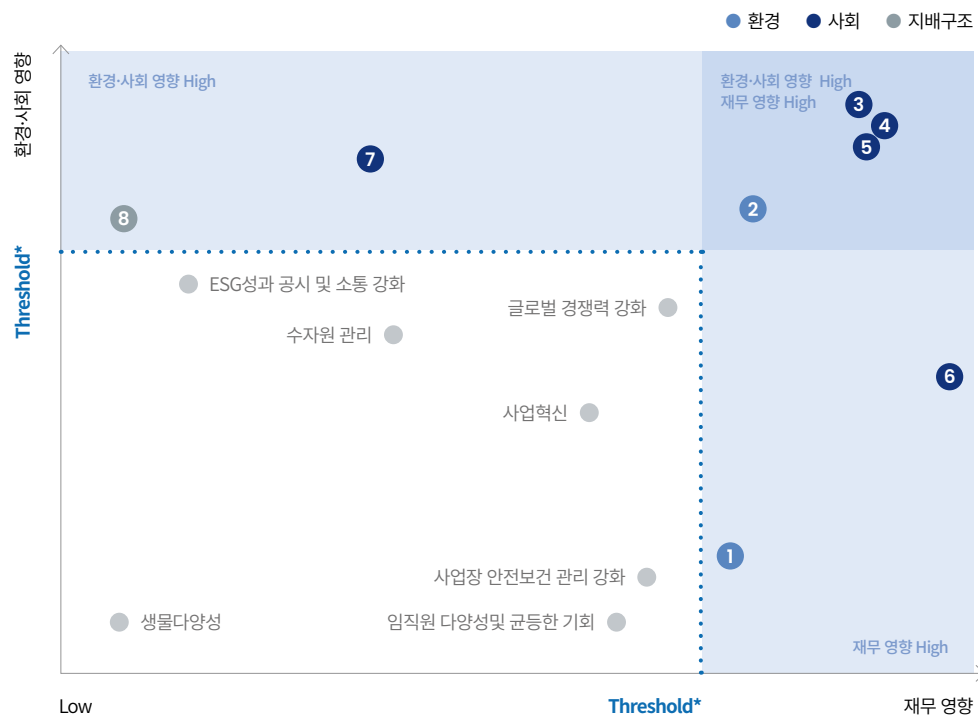 환경 사회 지배구조
환경·사회 영향
환경·사회 영향 High
환경·사회 영향 High
재무 영향 High
3
4
5
7
2
8
Threshold*
ESG성과 공시 및 소통 강화
글로벌 경쟁력 강화
수자원 관리
6
사업혁신
1
사업장 안전보건 관리 강화
생물다양성
임직원 다양성및 균등한 기회
재무 영향 High
Low
Threshold*
재무 영향